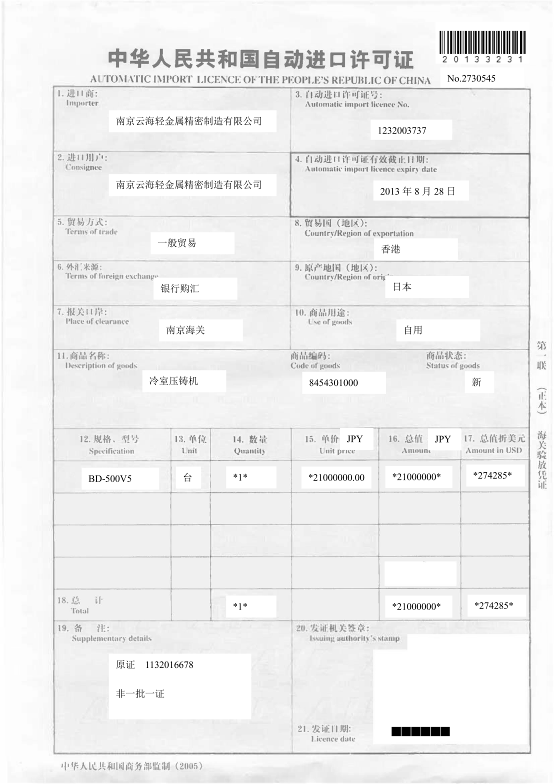 20133231
中华人民共和国自动进口许可证
AUTOMATIC IMPORT LICENCE OF THE PEOPLE'S REPUBLIC OF CHINA
No.2730545
1. 进口商:
Importer
南京云海轻金属精密制造有限公司
3. 自动进口许可证号:
Automatic import licence No.
1232003737
2. 进口用户:
Consignee
南京云海轻金属精密制造有限公司
4. 自动进口许可证有效截止日期:
Automatic import licence expiry date
2013 年 8 月 28 日
5. 贸易方式:
Terms of trade
一般贸易
8. 贸易国（地区）:
Country/Region of exportation
香港
6. 外汇来源:
Terms of foreign exchange
银行购汇
9. 原产地国（地区）:
Country/Region of orig
日本
7. 报关口岸:
Place of clearance
南京海关
10. 商品用途:
Use of goods
自用
11. 商品名称:
Description of goods
冷室压铸机
商品编码:
Code of goods
8454301000
商品状态:
Status of goods
新
12. 规格、型号
Specification
13. 单位
Unit
14. 数量
Quantity
15. 单价 JPY
Unit price
16. 总值 JPY
Amount
17. 总值折美元
Amount in USD
BD-500V5 台 *1* *21000000.00 *21000000* *274285*
18. 总 计
Total
*1* *21000000* *274285*
19. 备 注:
Supplementary details
原证 1132016678
非一批一证
20. 发证机关签章:
Issuing authority's stamp
21. 发证日期:
Licence date
中华人民共和国商务部监制（2005）
第一联 （正本） 海关验放凭证